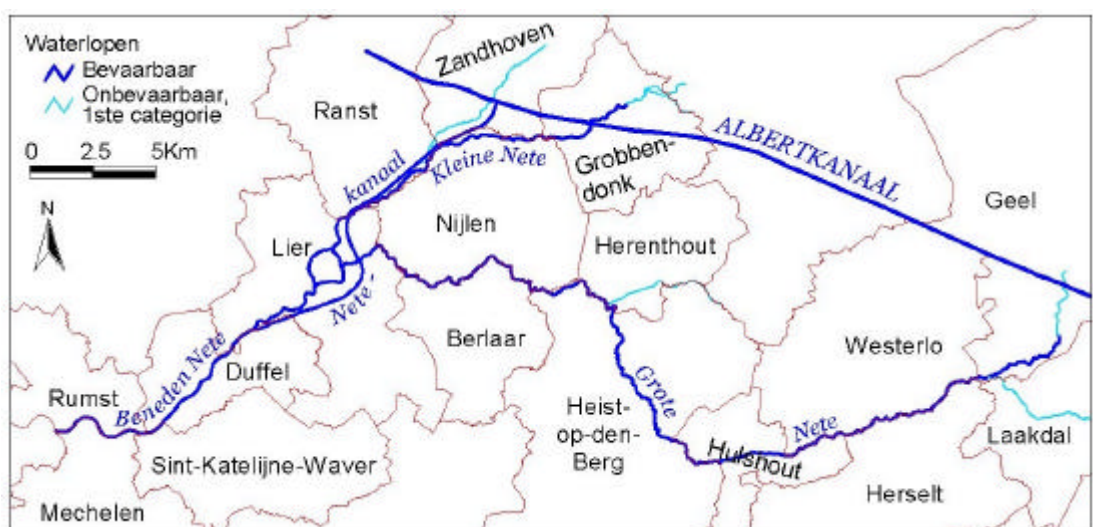 Waterlopen
Bevaarbaar
Onbevaarbaar,
1ste categorie
0 2.5 5Km
N
Zandhoven
Ranst
kanaal
Kleine Nete
Grobben-
donk
ALBERTKANAAL
Geel
Nijlen
Lier
Herenthout
Nete-
Berlaar
Westerlo
Beneden Nete
Duffel
Rumst
Grote
Heist-
op-den-
Berg
Nete
Laakdal
Hulshout
Sint-Katelijne-Waver
Herselt
Mechelen